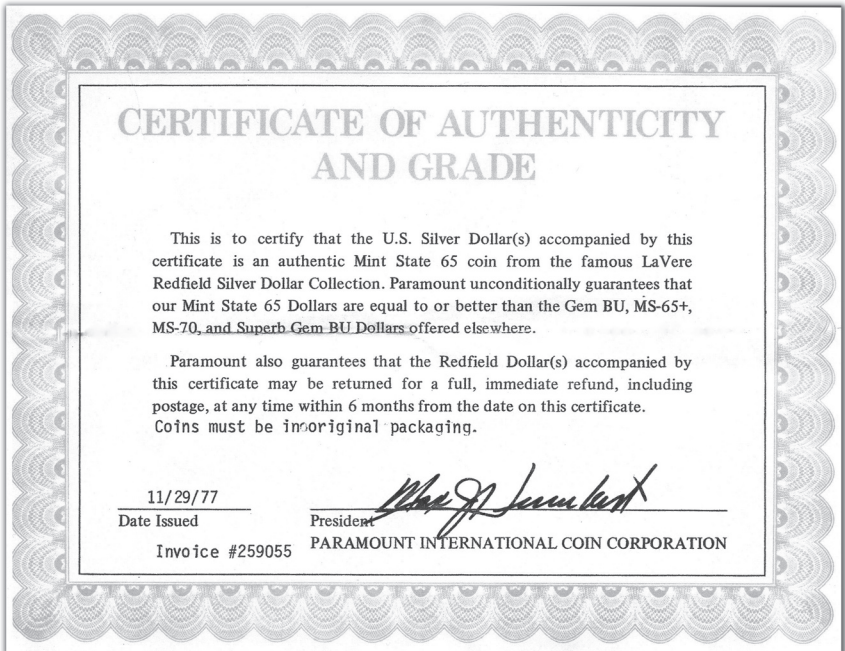 CERTIFICATE OF AUTHENTICITY
AND GRADE
This is to certify that the U.S. Silver Dollar(s) accompanied by this
certificate is an authentic Mint State 65 coin from the famous LaVere
Redfield Silver Dollar Collection. Paramount unconditionally guarantees that
our Mint State 65 Dollars are equal to or better than the Gem BU, MS-65+,
MS-70, and Superb Gem BU Dollars offered elsewhere.
Paramount also guarantees that the Redfield Dollar(s) accompanied by
this certificate may be returned for a full, immediate refund, including
postage, at any time within 6 months from the date on this certificate.
Coins must be in original packaging.
11/29/77
Date Issued
President
Invoice #259055
PARAMOUNT INTERNATIONAL COIN CORPORATION